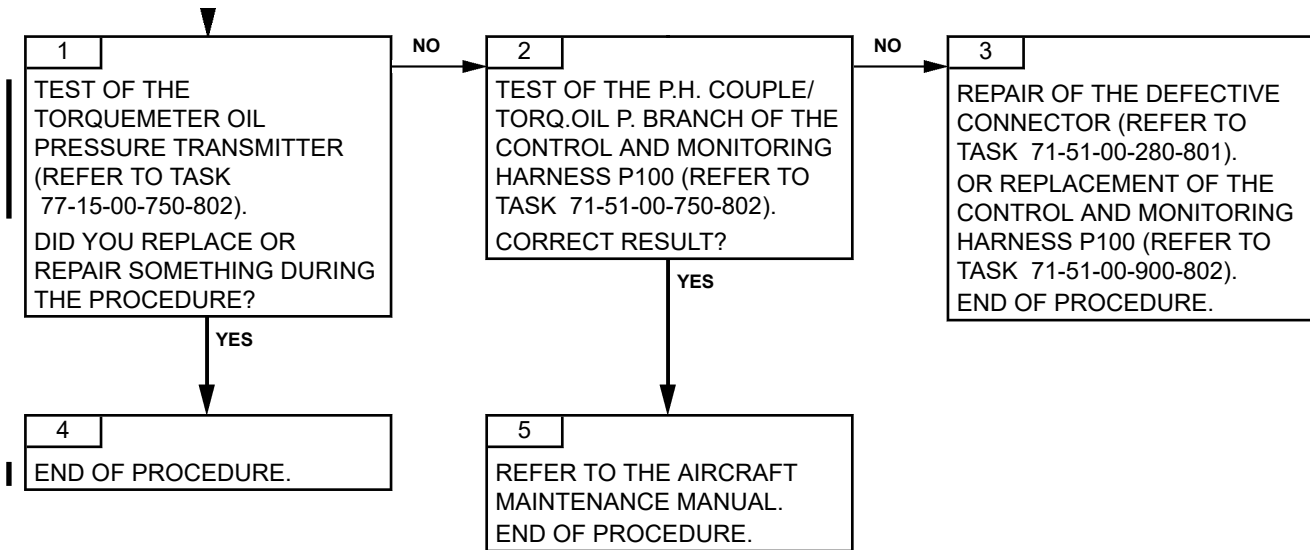 1
TEST OF THE
TORQUEMETER OIL
PRESSURE TRANSMITTER
(REFER TO TASK
77-15-00-750-802).
DID YOU REPLACE OR
REPAIR SOMETHING DURING
THE PROCEDURE?
NO
YES
2
TEST OF THE P.H. COUPLE/
TORQ.OIL P. BRANCH OF THE
CONTROL AND MONITORING
HARNESS P100 (REFER TO
TASK 71-51-00-750-802).
CORRECT RESULT?
NO
YES
3
REPAIR OF THE DEFECTIVE
CONNECTOR (REFER TO
TASK 71-51-00-280-801).
OR REPLACEMENT OF THE
CONTROL AND MONITORING
HARNESS P100 (REFER TO
TASK 71-51-00-900-802).
END OF PROCEDURE.
4
END OF PROCEDURE.
5
REFER TO THE AIRCRAFT
MAINTENANCE MANUAL.
END OF PROCEDURE.